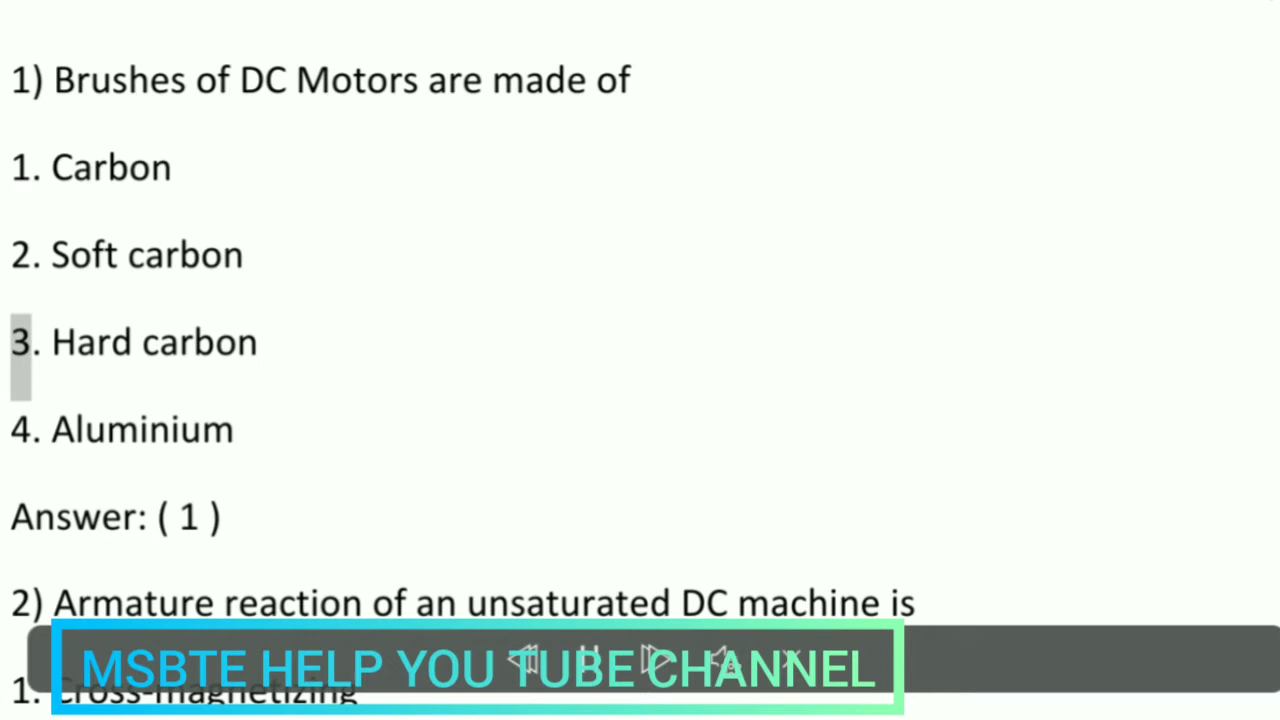 1) Brushes of DC Motors are made of
1. Carbon
2. Soft carbon
3. Hard carbon
4. Aluminium
Answer: ( 1 )
2) Armature reaction of an unsaturated DC machine is
MSBTE HELP YOU TUBE CHANNEL
1. Cross-magnetizing